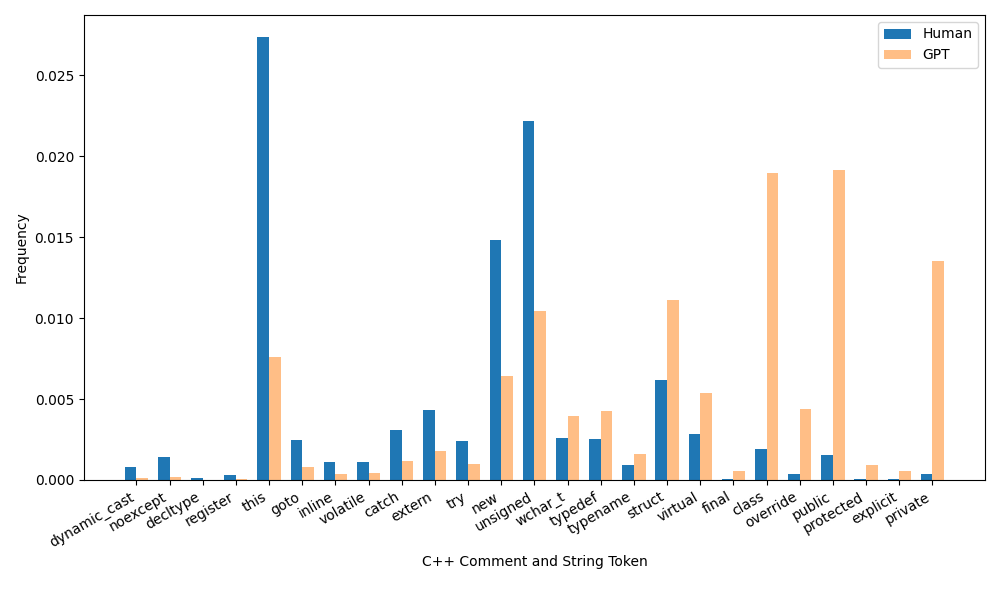 Human
GPT
0.025
0.020
0.015
0.010
0.005
0.000
Frequency
dynamic_cast
noexcept
decltype
register
this
goto
inline
volatile
catch
extern
try
new
unsigned
wchar_t
typedef
typename
struct
virtual
final
class
override
public
protected
explicit
private
C++ Comment and String Token